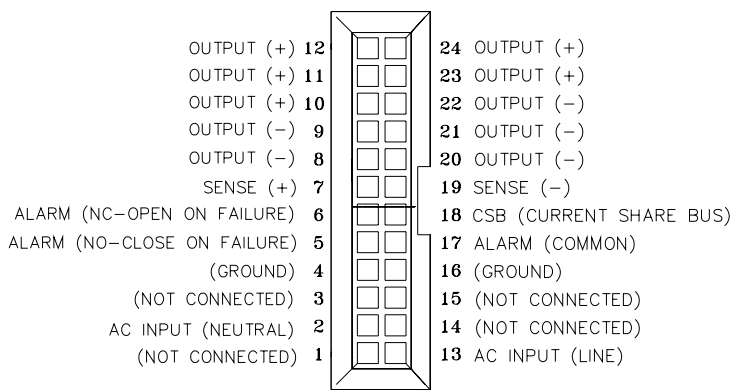 OUTPUT (+) 12 24 OUTPUT (+)
OUTPUT (+) 11 23 OUTPUT (+)
OUTPUT (+) 10 22 OUTPUT (−)
OUTPUT (−) 9 21 OUTPUT (−)
OUTPUT (−) 8 20 OUTPUT (−)
SENSE (+) 7 19 SENSE (−)
ALARM (NC−OPEN ON FAILURE) 6 18 CSB (CURRENT SHARE BUS)
ALARM (NO−CLOSE ON FAILURE) 5 17 ALARM (COMMON)
(GROUND) 4 16 (GROUND)
(NOT CONNECTED) 3 15 (NOT CONNECTED)
AC INPUT (NEUTRAL) 2 14 (NOT CONNECTED)
(NOT CONNECTED) 1 13 AC INPUT (LINE)